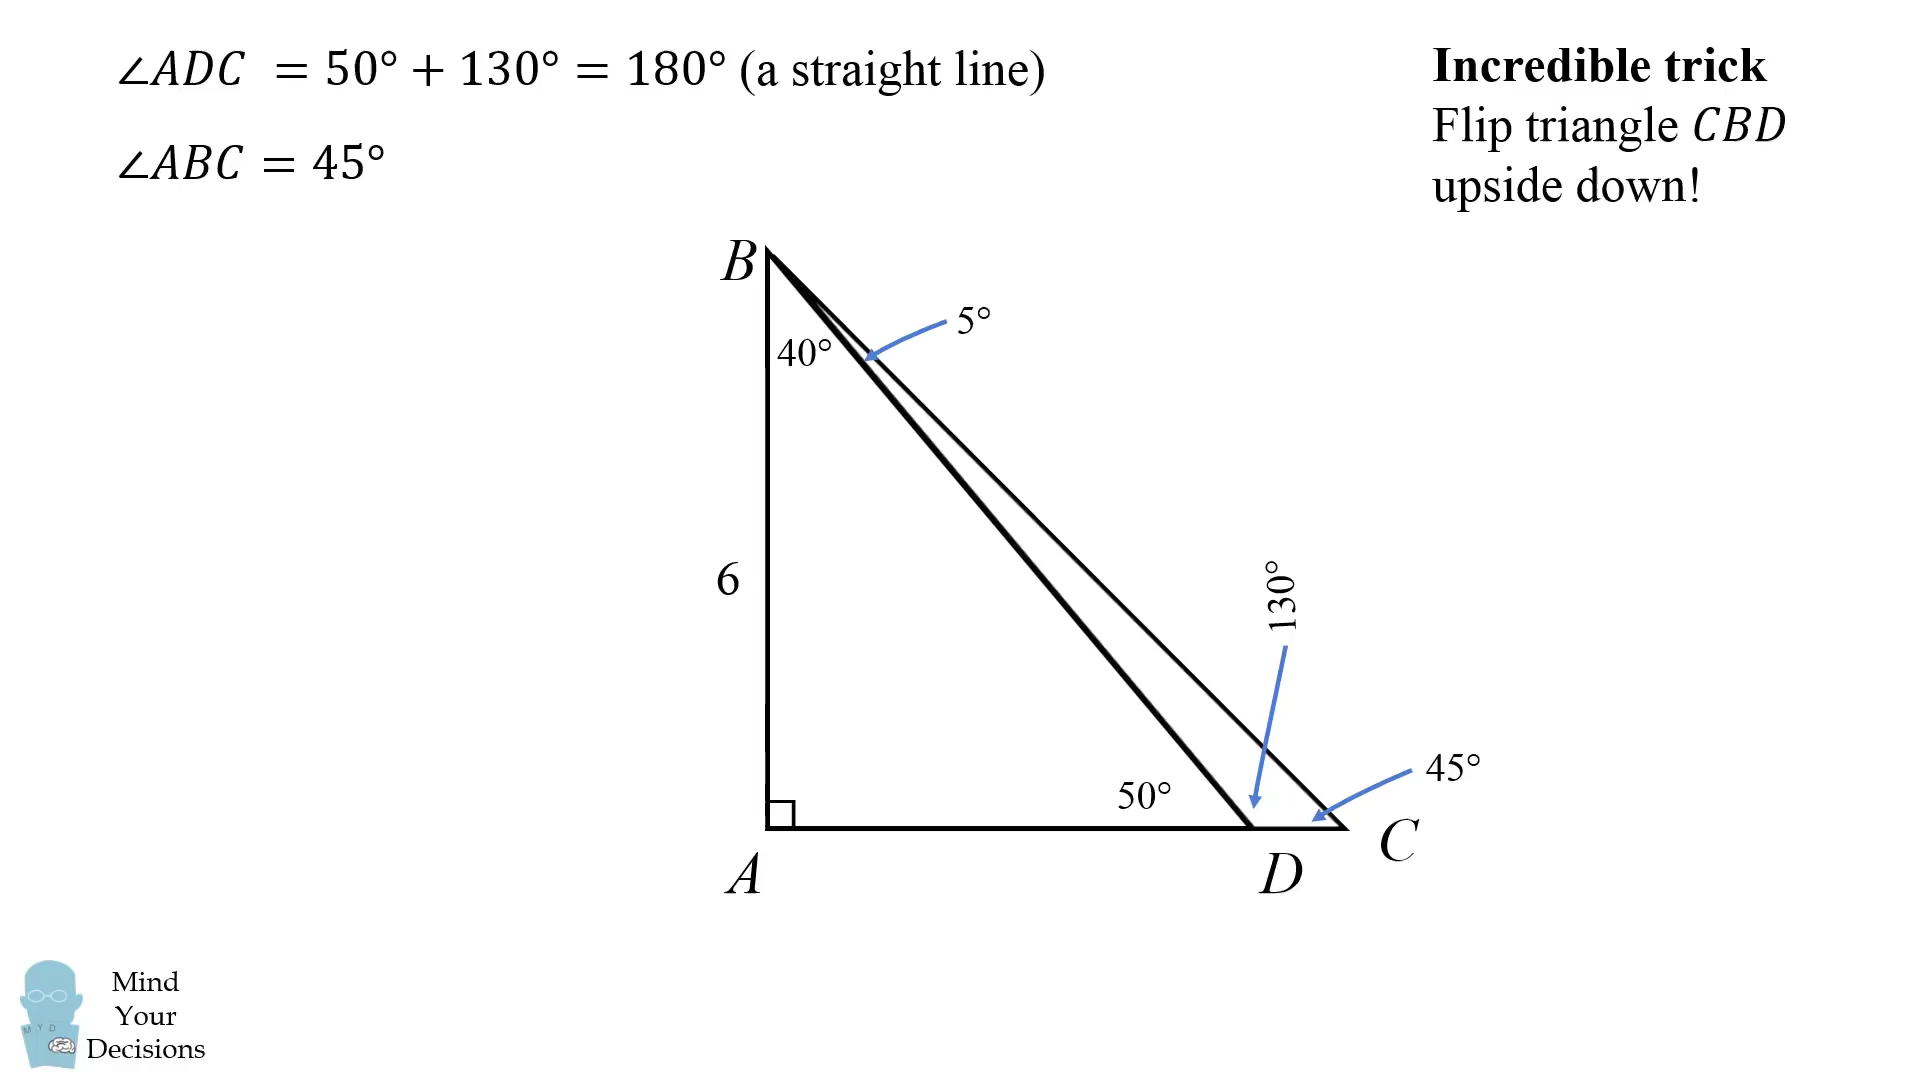 ∠ADC = 50° + 130° = 180° (a straight line)
∠ABC = 45°
Incredible trick
Flip triangle CBD
upside down!
B
5°
40°
6
130°
50°
45°
C
A
D
M Y D
Mind
Your
Decisions